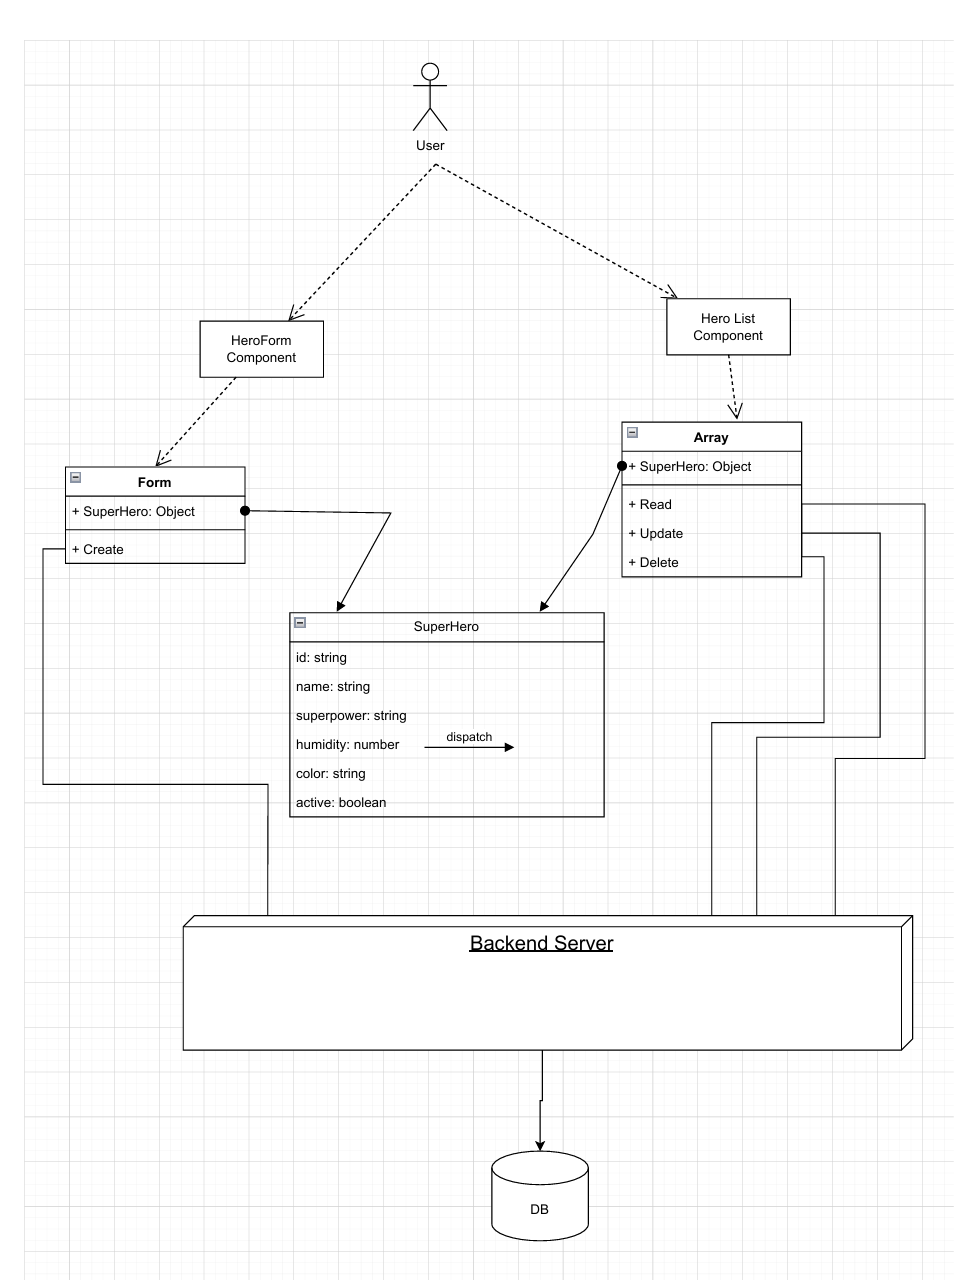 User
HeroForm
Component
Hero List
Component
Form
+ SuperHero: Object
+ Create
Array
+ SuperHero: Object
+ Read
+ Update
+ Delete
SuperHero
id: string
name: string
superpower: string
humidity: number
dispatch
color: string
active: boolean
Backend Server
DB